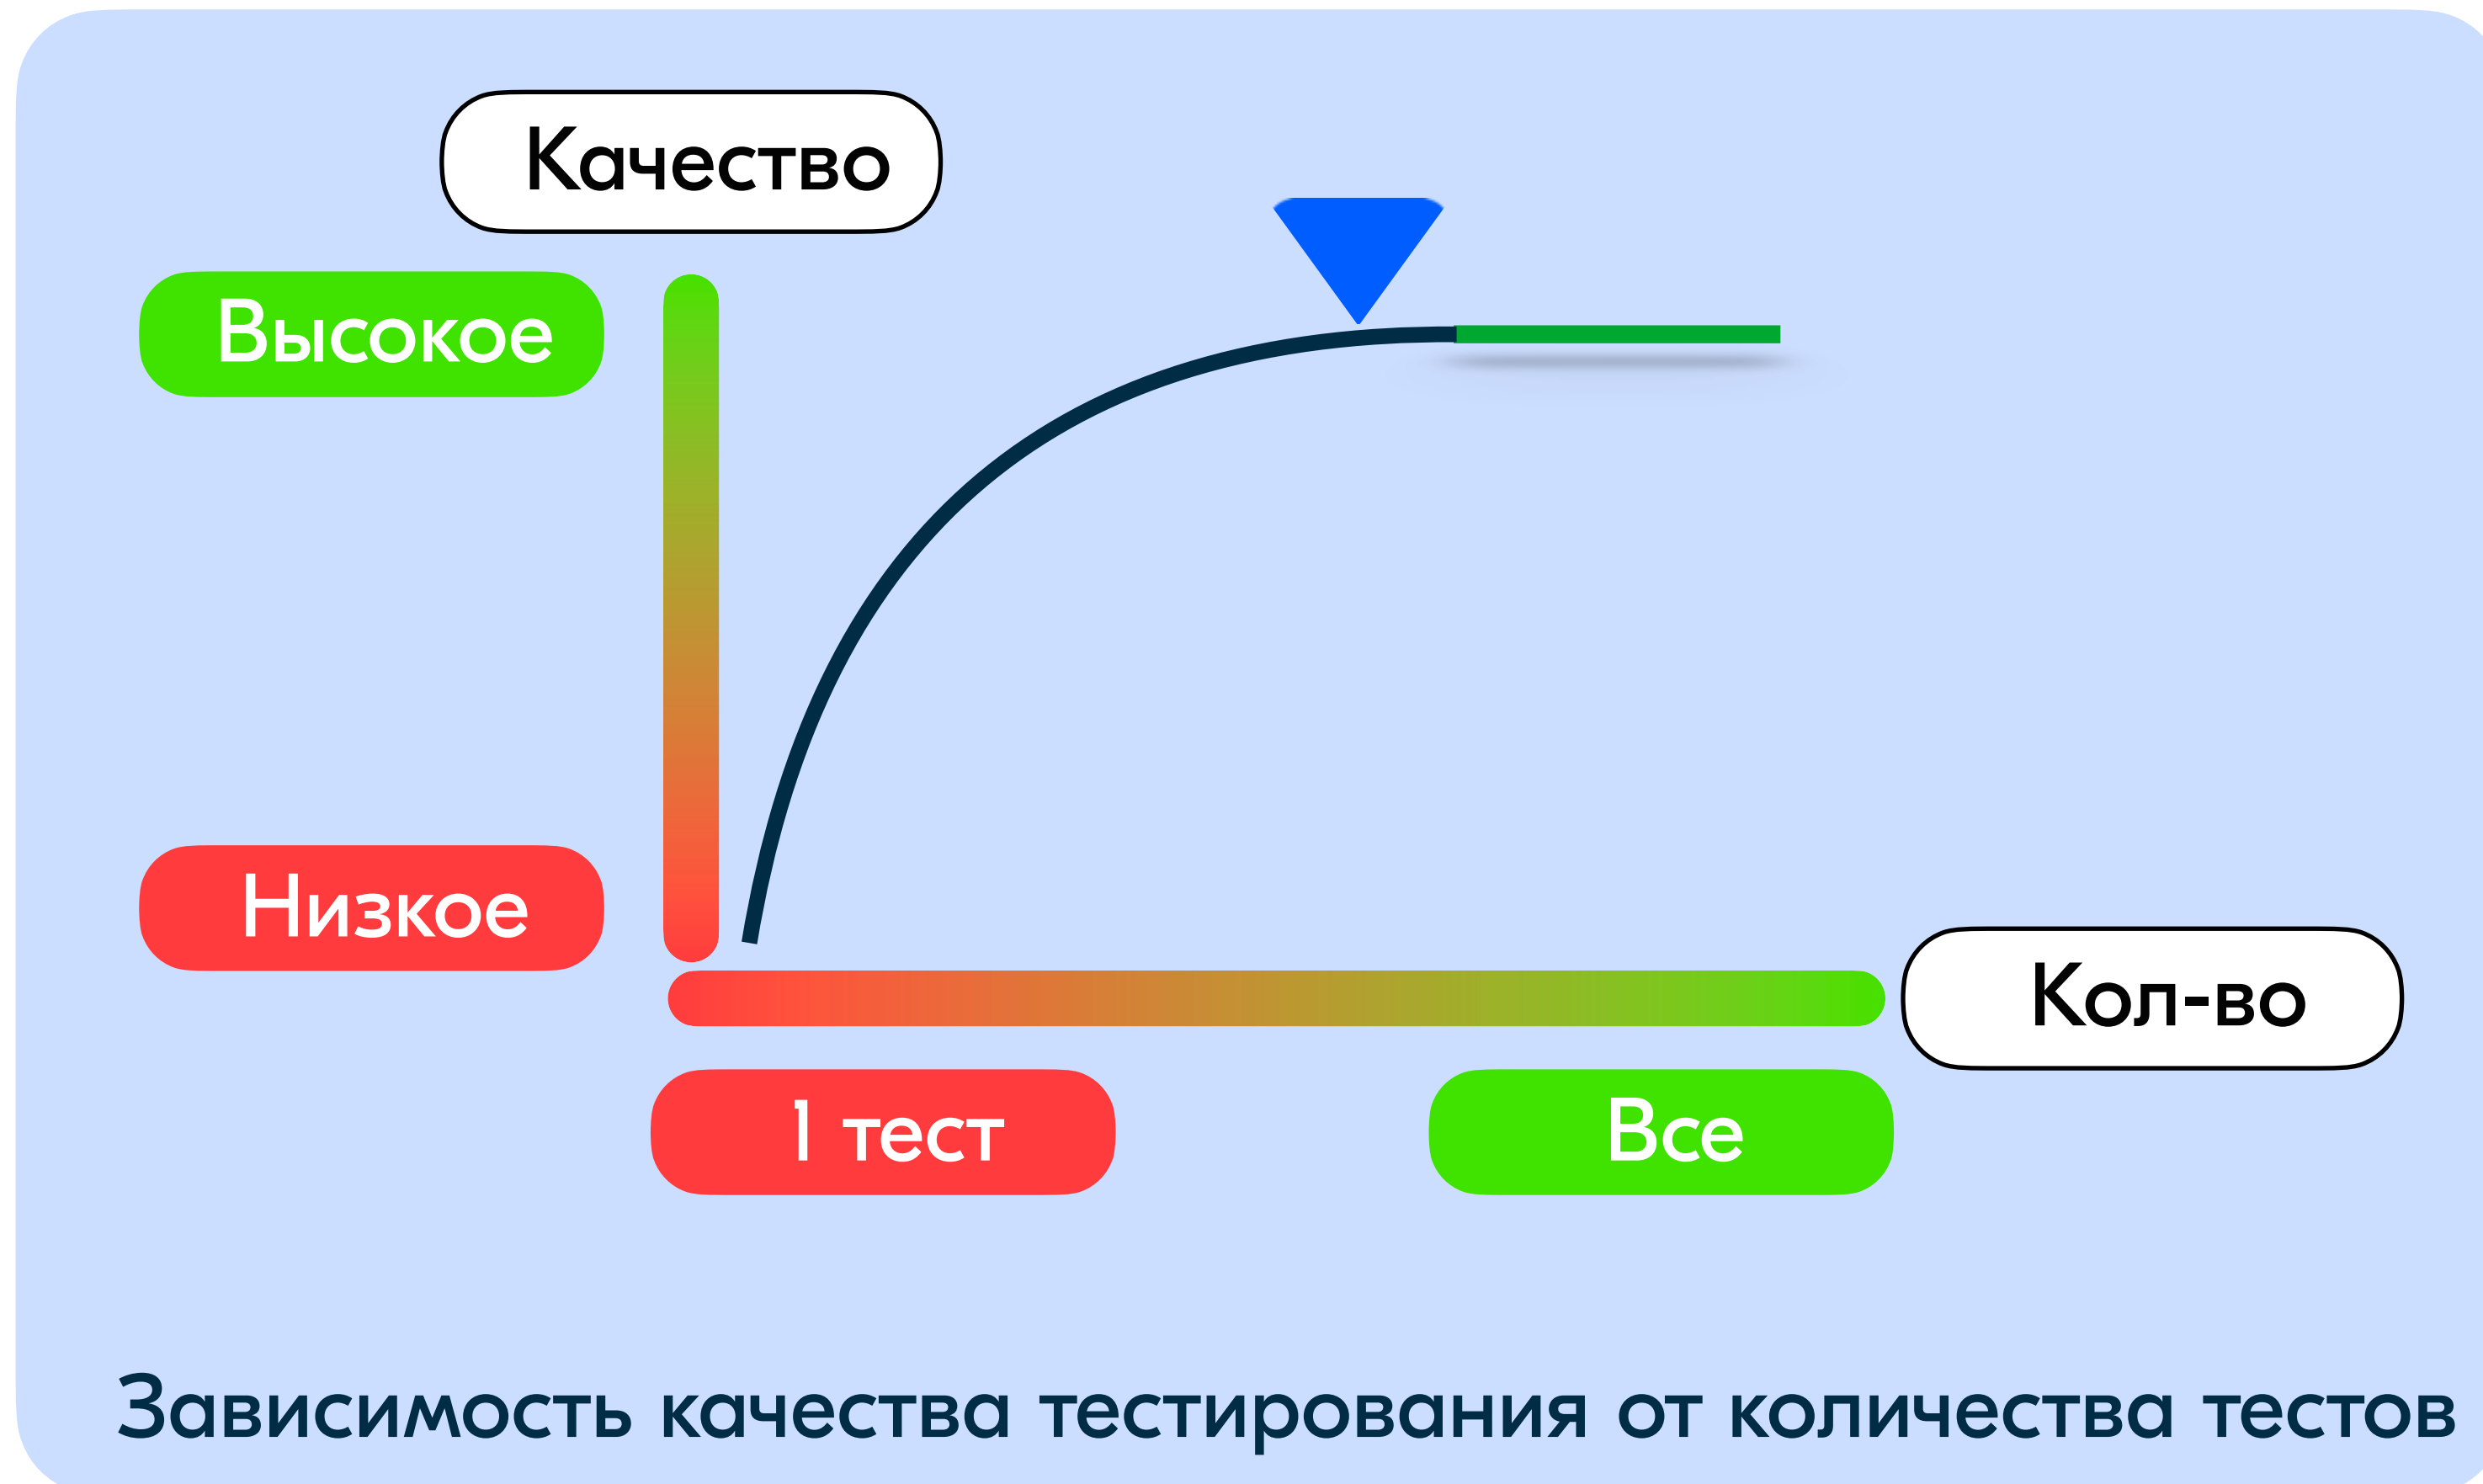 Качество
Высокое
Низкое
Кол-во
1 тест
Все
Зависимость качества тестирования от количества тестов